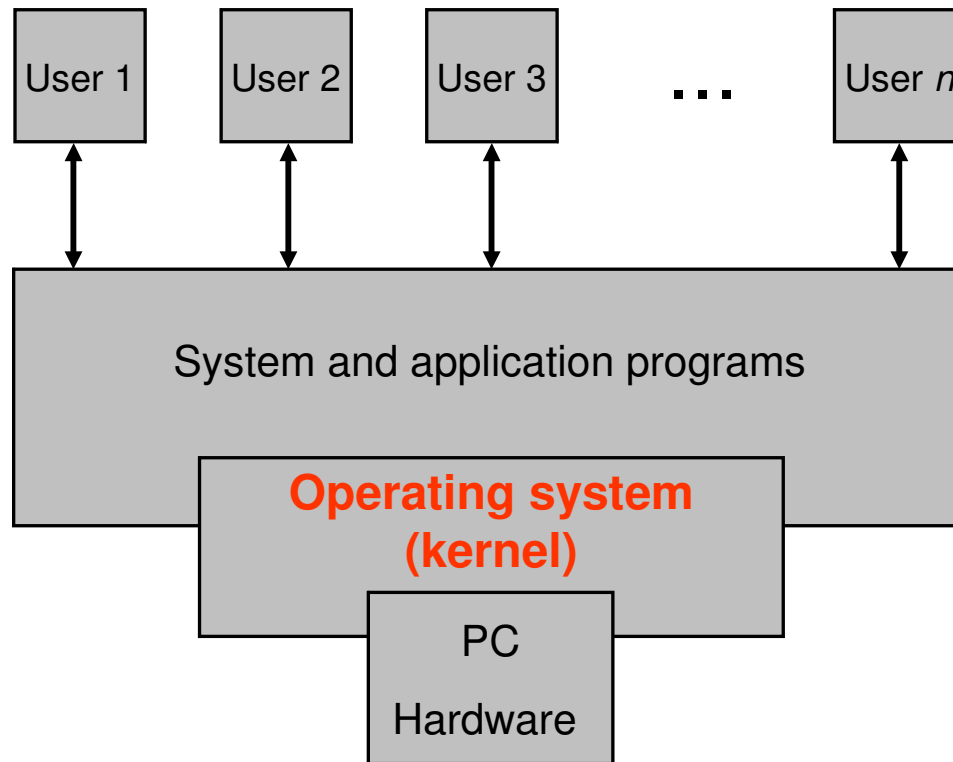 User 1
User 2
User 3
...
User n
System and application programs
Operating system
(kernel)
PC
Hardware